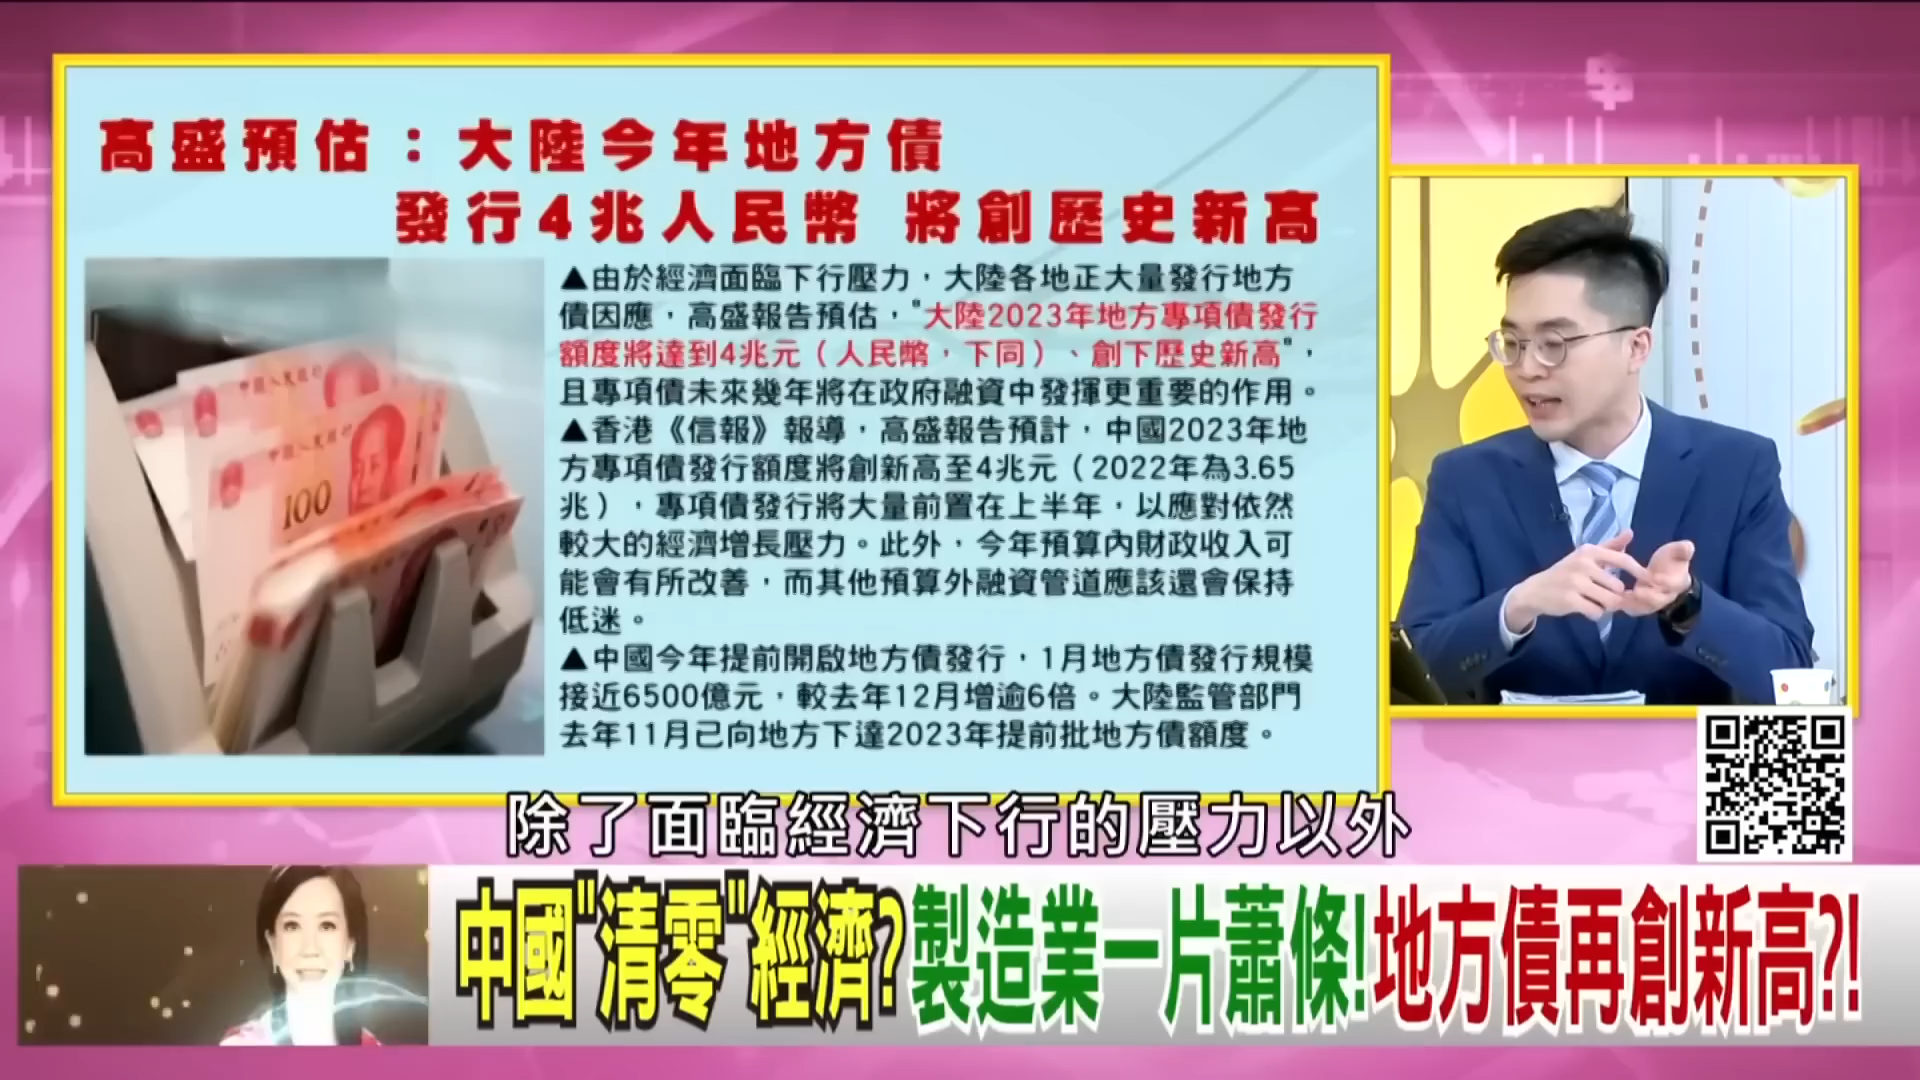 高盛預估：大陸今年地方債
發行4兆人民幣 將創歷史新高
▲由於經濟面臨下行壓力，大陸各地正大量發行地方
債因應，高盛報告預估，"大陸2023年地方專項債發行
額度將達到4兆元（人民幣，下同）、創下歷史新高"，
且專項債未來幾年將在政府融資中發揮更重要的作用。
▲香港《信報》報導，高盛報告預計，中國2023年地
方專項債發行額度將創新高至4兆元（2022年為3.65
兆），專項債發行將大量前置在上半年，以應對依然
較大的經濟增長壓力。此外，今年預算內財政收入可
能會有所改善，而其他預算外融資管道應該還會保持
低迷。
▲中國今年提前開啟地方債發行，1月地方債發行規模
接近6500億元，較去年12月增逾6倍。大陸監管部門
去年11月已向地方下達2023年提前批地方債額度。
100
除了面臨經濟下行的壓力以外
中國"清零"經濟?製造業一片蕭條!地方債再創新高?!